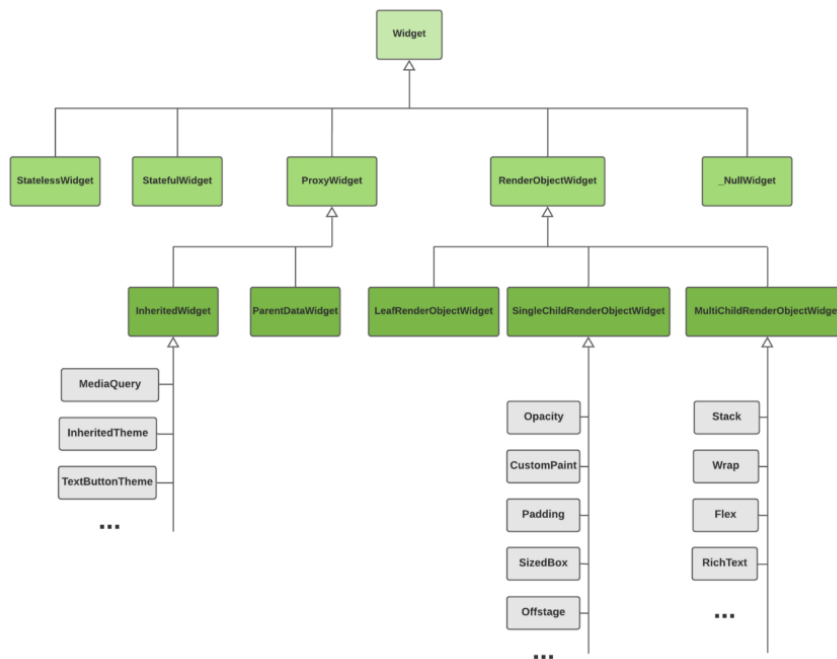 Widget
StatelessWidget
StatefulWidget
ProxyWidget
RenderObjectWidget
_NullWidget
InheritedWidget
ParentDataWidget
LeafRenderObjectWidget
SingleChildRenderObjectWidget
MultiChildRenderObjectWidget
MediaQuery
InheritedTheme
TextButtonTheme
...
Opacity
CustomPaint
Padding
SizedBox
Offstage
...
Stack
Wrap
Flex
RichText
...